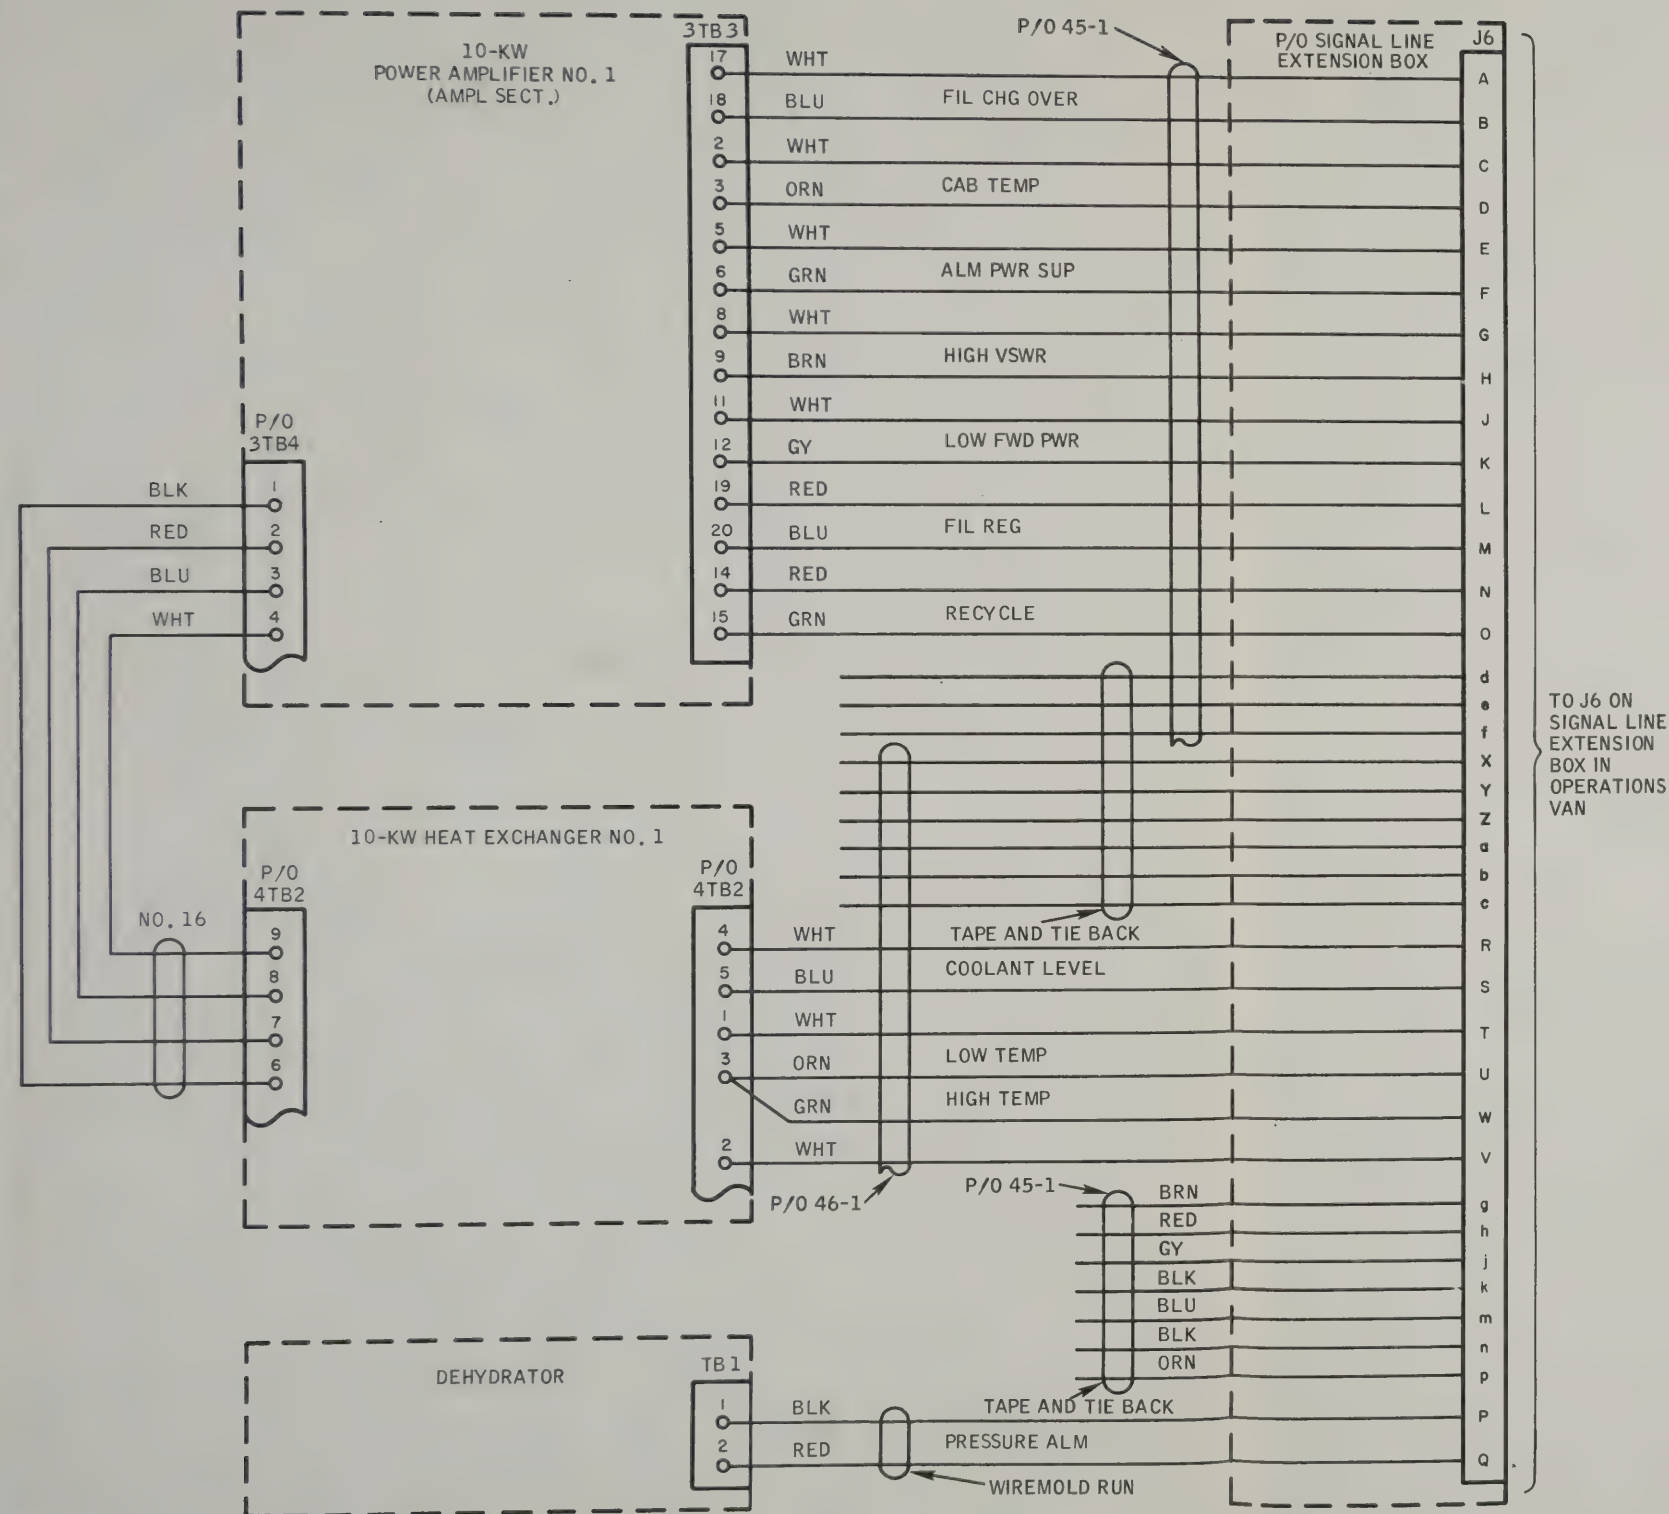 10-KW
POWER AMPLIFIER NO. 1
(AMPL SECT.)
3TB3
P/O 45-1
P/O SIGNAL LINE
EXTENSION BOX
J6
17 WHT A
18 BLU FIL CHG OVER B
2 WHT C
3 ORN CAB TEMP D
5 WHT E
6 GRN ALM PWR SUP F
8 WHT G
9 BRN HIGH VSWR H
11 WHT J
12 GY LOW FWD PWR K
19 RED L
20 BLU FIL REG M
14 RED N
15 GRN RECYCLE O
P/O
3TB4
BLK 1
RED 2
BLU 3
WHT 4
d
e
f
X
Y
Z
a
b
c
TAPE AND TIE BACK
TO J6 ON
SIGNAL LINE
EXTENSION
BOX IN
OPERATIONS
VAN
10-KW HEAT EXCHANGER NO. 1
P/O
4TB2
NO. 16
9
8
7
6
P/O
4TB2
4 WHT R
5 BLU COOLANT LEVEL S
1 WHT T
3 ORN LOW TEMP U
GRN HIGH TEMP W
2 WHT V
P/O 46-1
P/O 45-1
BRN g
RED h
GY j
BLK k
BLU m
BLK n
ORN p
TAPE AND TIE BACK
DEHYDRATOR
TB1
1 BLK P
2 RED PRESSURE ALM Q
WIREMOLD RUN